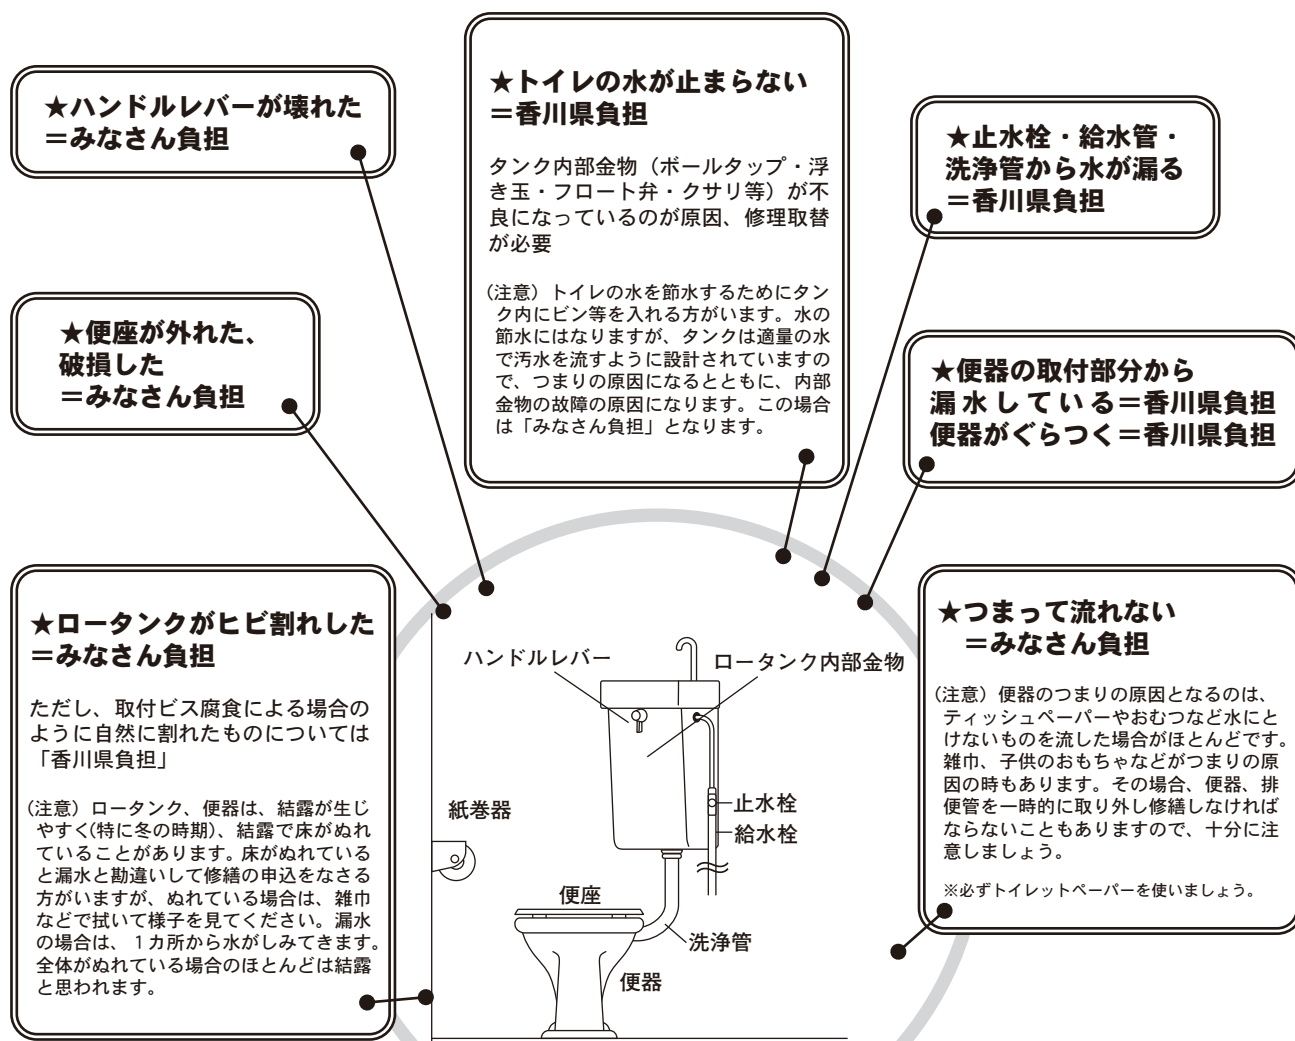 ★ハンドルレバーが壊れた
＝みなさん負担
★便座が外れた、
破損した
＝みなさん負担
★ロータンクがヒビ割れした
＝みなさん負担
ただし、取付ビス腐食による場合の
ように自然に割れたものについては
「香川県負担」
(注意) ロータンク、便器は、結露が生じ
やすく(特に冬の時期)、結露で床がぬれ
ていることがあります。床がぬれている
と漏水と勘違いして修繕の申込をなさる
方がいますが、ぬれている場合は、雑巾
などで拭いて様子を見てください。漏水
の場合は、１カ所から水がしみてきます。
全体がぬれている場合のほとんどは結露
と思われます。
★トイレの水が止まらない
＝香川県負担
タンク内部金物（ボールタップ・浮
き玉・フロート弁・クサリ等）が不
良になっているのが原因、修理取替
が必要
(注意) トイレの水を節水するためにタン
ク内にビン等を入れる方がいます。水の
節水にはなりますが、タンクは適量の水
で汚水を流すように設計されていますの
で、つまりの原因になるとともに、内部
金物の故障の原因になります。この場合
は「みなさん負担」となります。
★止水栓・給水管・
洗浄管から水が漏る
＝香川県負担
★便器の取付部分から
漏水している＝香川県負担
便器がぐらつく＝香川県負担
★つまって流れない
＝みなさん負担
(注意) 便器のつまりの原因となるのは、
ティッシュペーパーやおむつなど水にと
けないものを流した場合がほとんどです。
雑巾、子供のおもちゃなどがつまりの原
因の時もあります。その場合、便器、排
便管を一時的に取り外し修繕しなければ
ならないこともありますので、十分に注
意しましょう。
※必ずトイレットペーパーを使いましょう。
ハンドルレバー
ロータンク内部金物
紙巻器
止水栓
給水栓
便座
洗浄管
便器